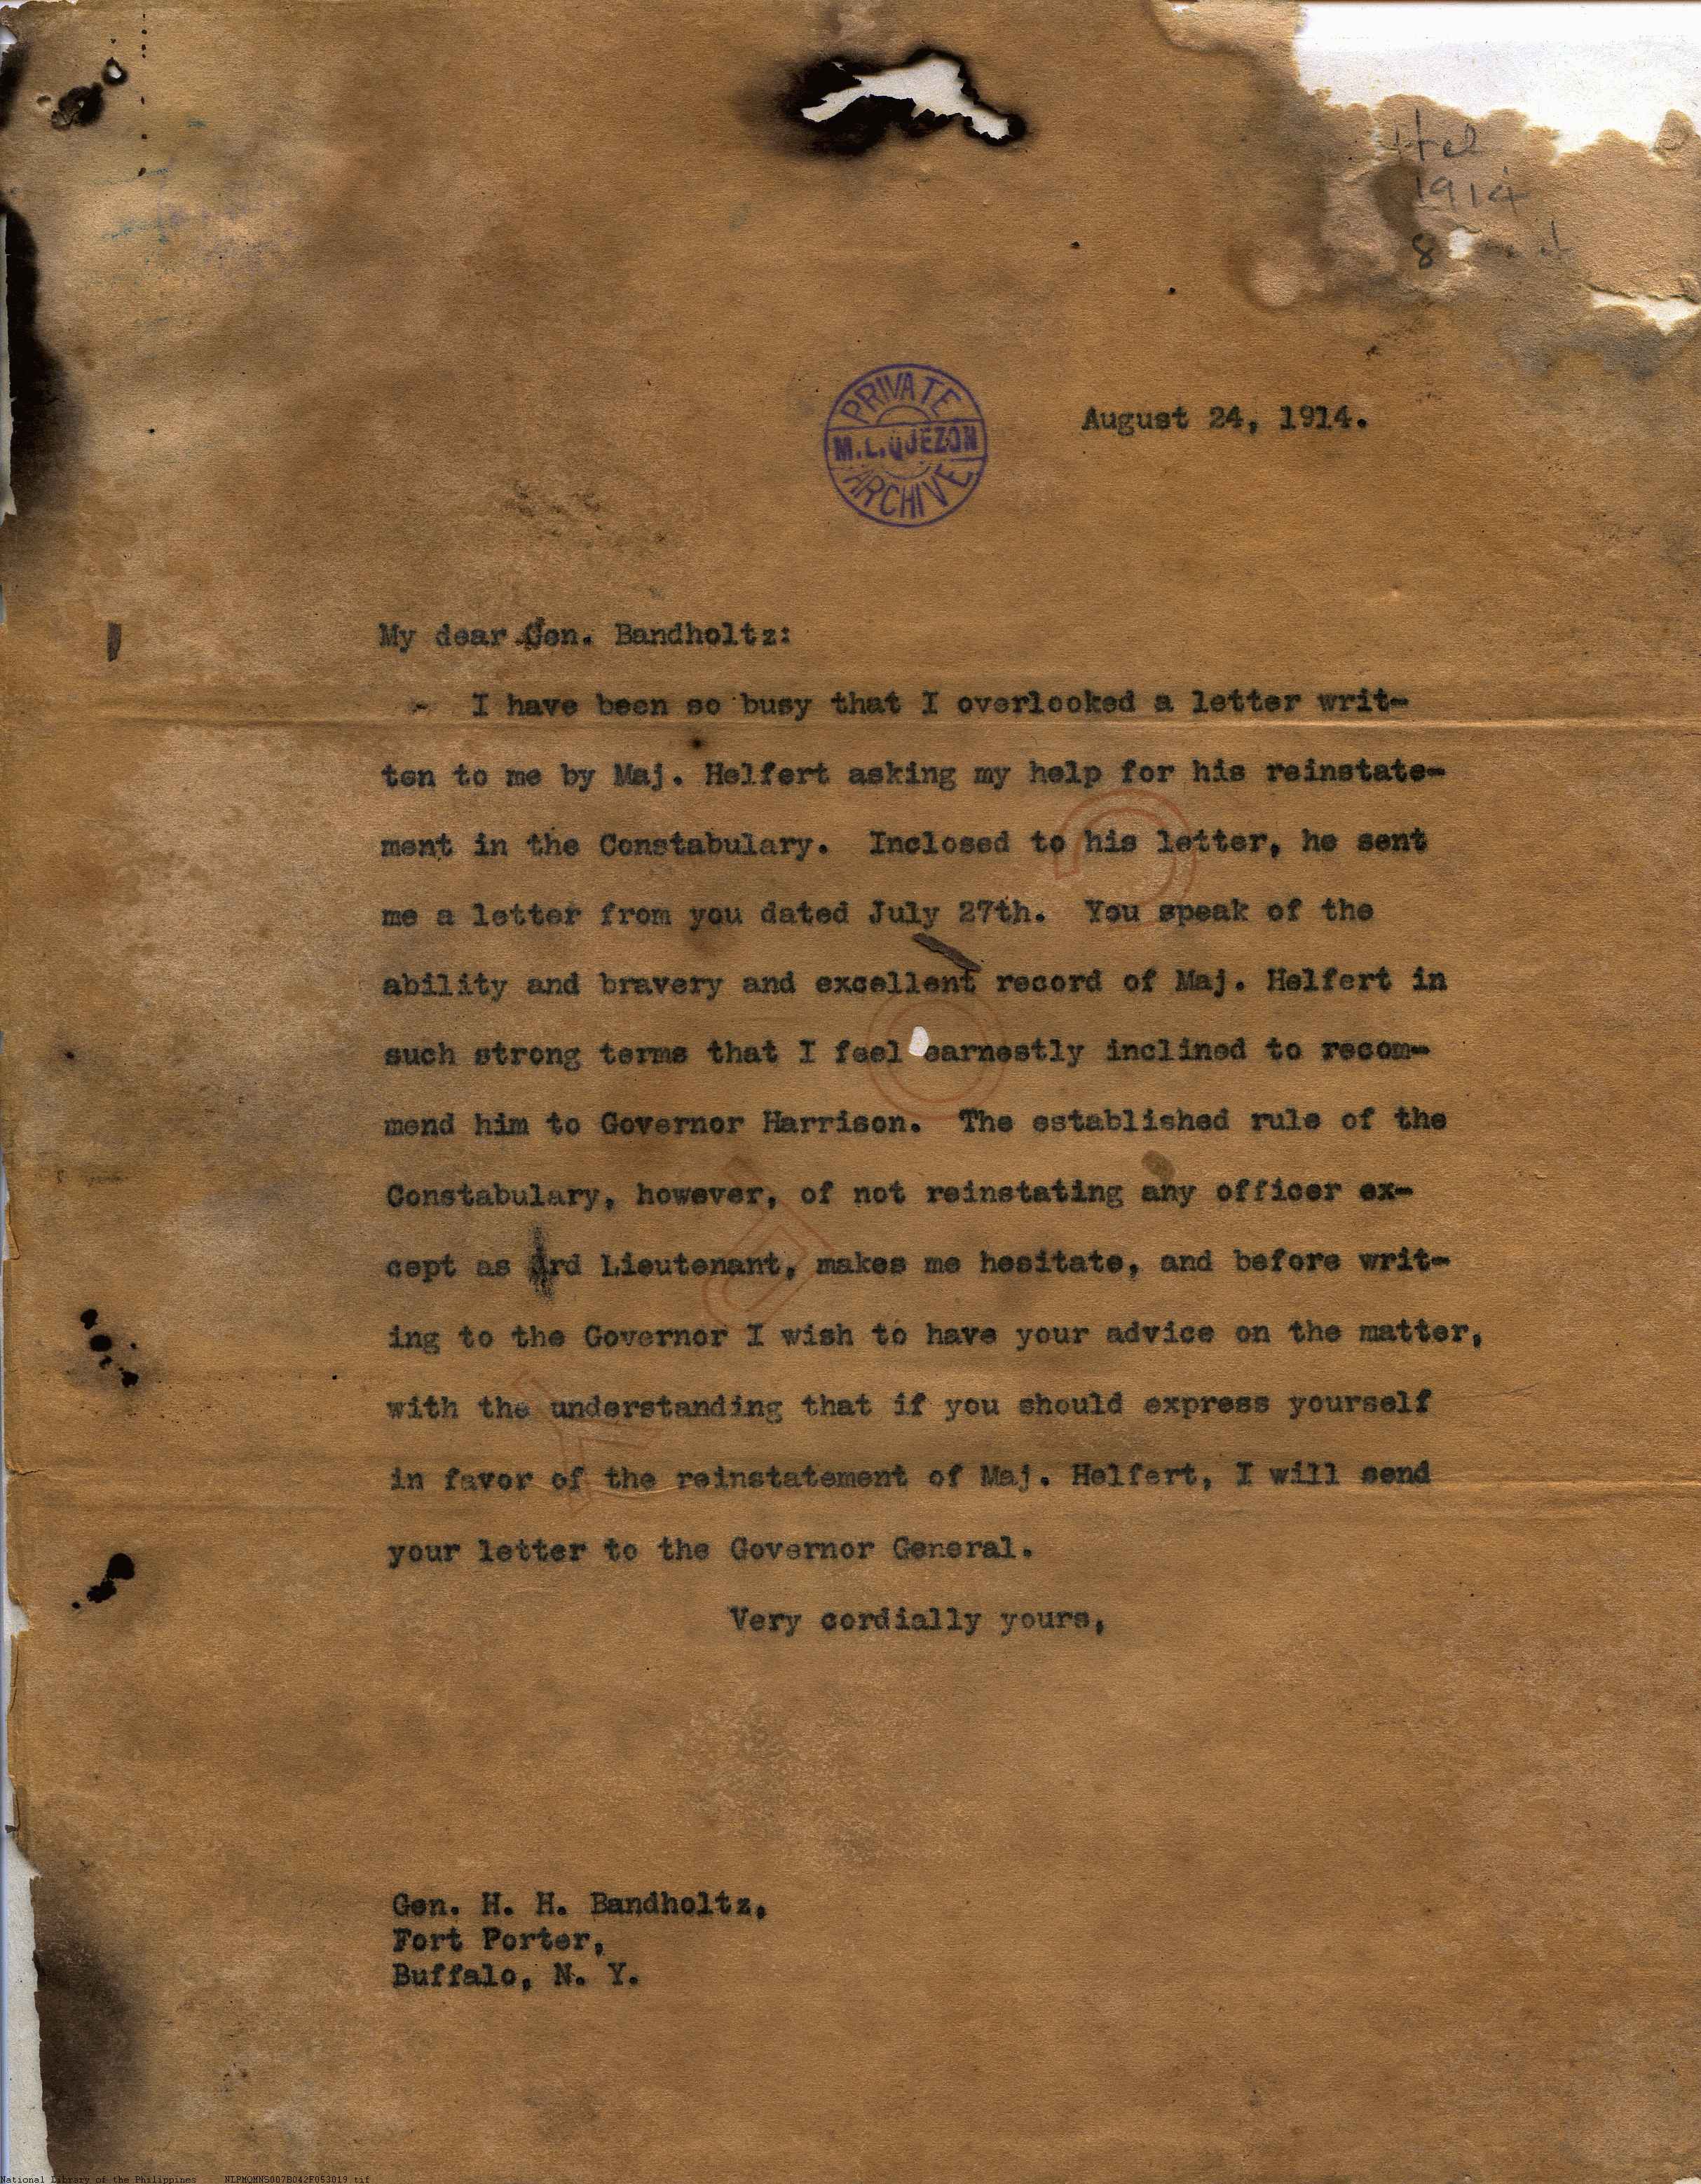 Hel
1914
8
PRIVATE
M.L.QUEZON
ARCHIVE
August 24, 1914.
My dear Gen. Bandholtz:
I have been so busy that I overlooked a letter writ-
ten to me by Maj. Helfert asking my help for his reinstate-
ment in the Constabulary. Inclosed to his letter, he sent
me a letter from you dated July 27th. You speak of the
ability and bravery and excellent record of Maj. Helfert in
such strong terms that I feel earnestly inclined to recom-
mend him to Governor Harrison. The established rule of the
Constabulary, however, of not reinstating any officer ex-
cept as 3rd Lieutenant, makes me hesitate, and before writ-
ing to the Governor I wish to have your advice on the matter,
with the understanding that if you should express yourself
in favor of the reinstatement of Maj. Helfert, I will send
your letter to the Governor General.
Very cordially yours,
COPY
Gen. H. H. Bandholtz,
Fort Porter,
Buffalo, N. Y.
National Library of the Philippines NLPMQMNS007B042F063019.tif